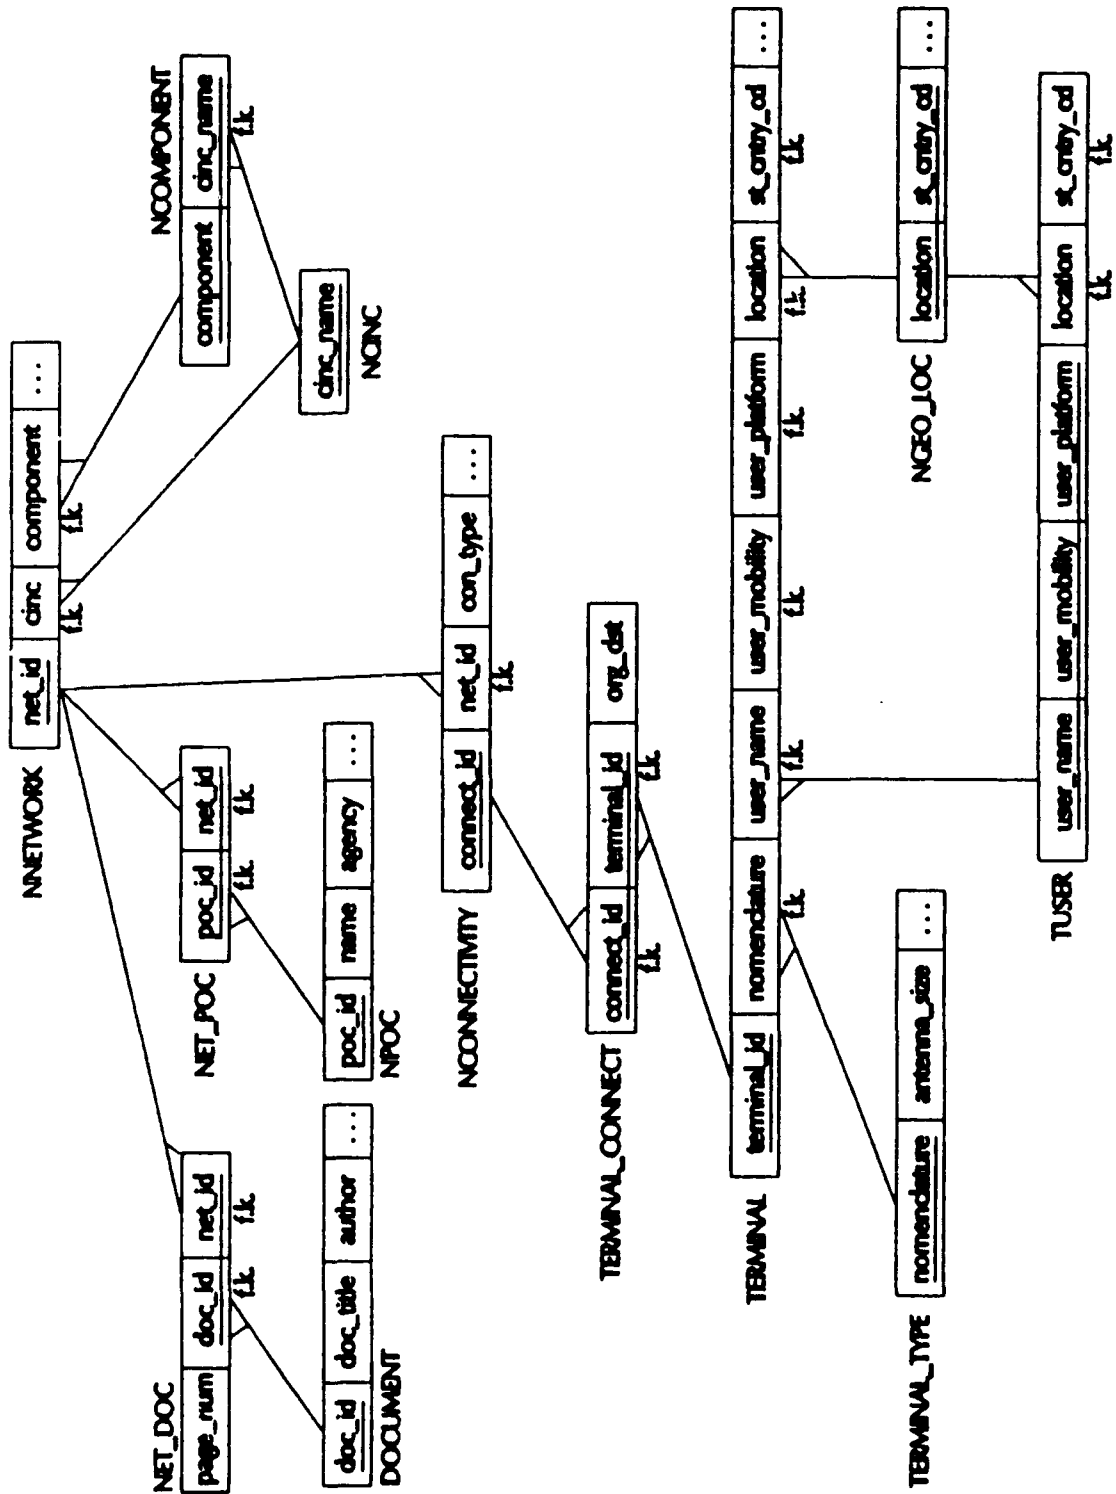 NNETWORK
net_id cinc component ...
f.k. f.k.
NET_DOC
page_num doc_id net_id
f.k. f.k.
NET_POC
poc_id net_id
f.k. f.k.
NCOMPONENT
component cinc_name
f.k.
doc_id doc_title author ...
DOCUMENT
poc_id name agency ...
NPOC
cinc_name
NCINC
NCONNECTIVITY
connect_id net_id con_type ...
f.k.
TERMINAL_CONNECT
connect_id terminal_id org_dst
f.k. f.k.
TERMINAL
terminal_id nomenclature user_name user_mobility user_platform location st_cntry_cd ...
f.k. f.k. f.k. f.k. f.k. f.k.
TERMINAL_TYPE
nomenclature antenna_size ...
NGEO_LOC
location st_cntry_cd ...
TUSER
user_name user_mobility user_platform location st_cntry_cd
f.k. f.k.